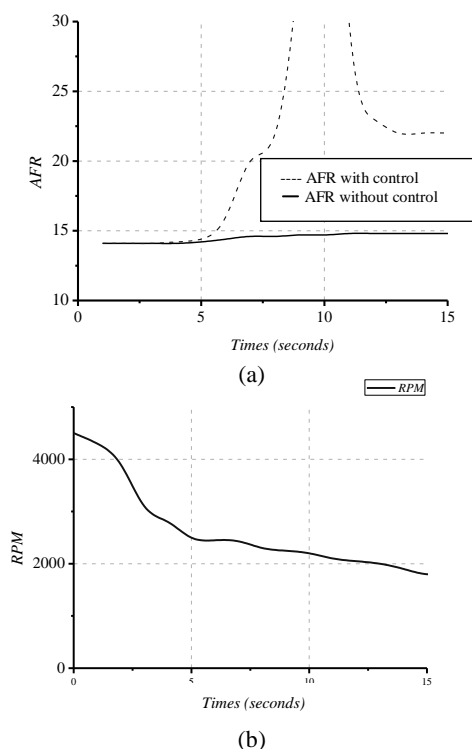 30
25
20
15
10
AFR
AFR with control
AFR without control
0
5
10
15
Times (seconds)
(a)
RPM
4000
2000
0
RPM
0
5
10
15
Times (seconds)
(b)